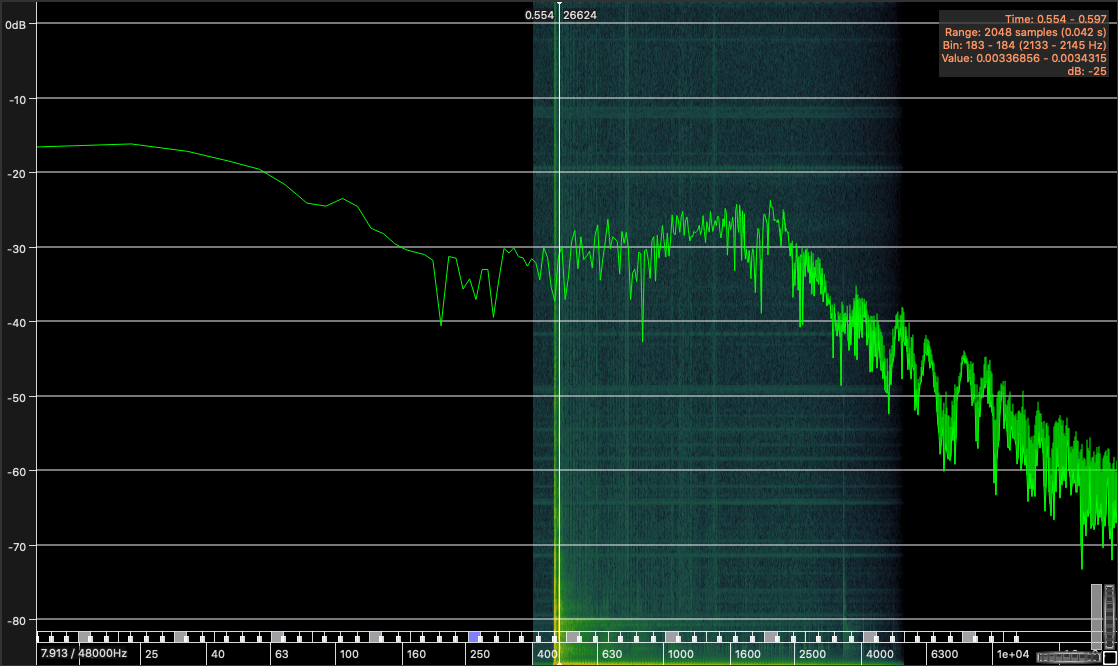 0.554 26624
Time: 0.554 - 0.597
Range: 2048 samples (0.042 s)
Bin: 183 - 184 (2133 - 2145 Hz)
Value: 0.00336856 - 0.0034315
dB: -25
0dB
-10
-20
-30
-40
-50
-60
-70
-80
7.913 / 48000Hz 25 40 63 100 160 250 400 630 1000 1600 2500 4000 6300 1e+04